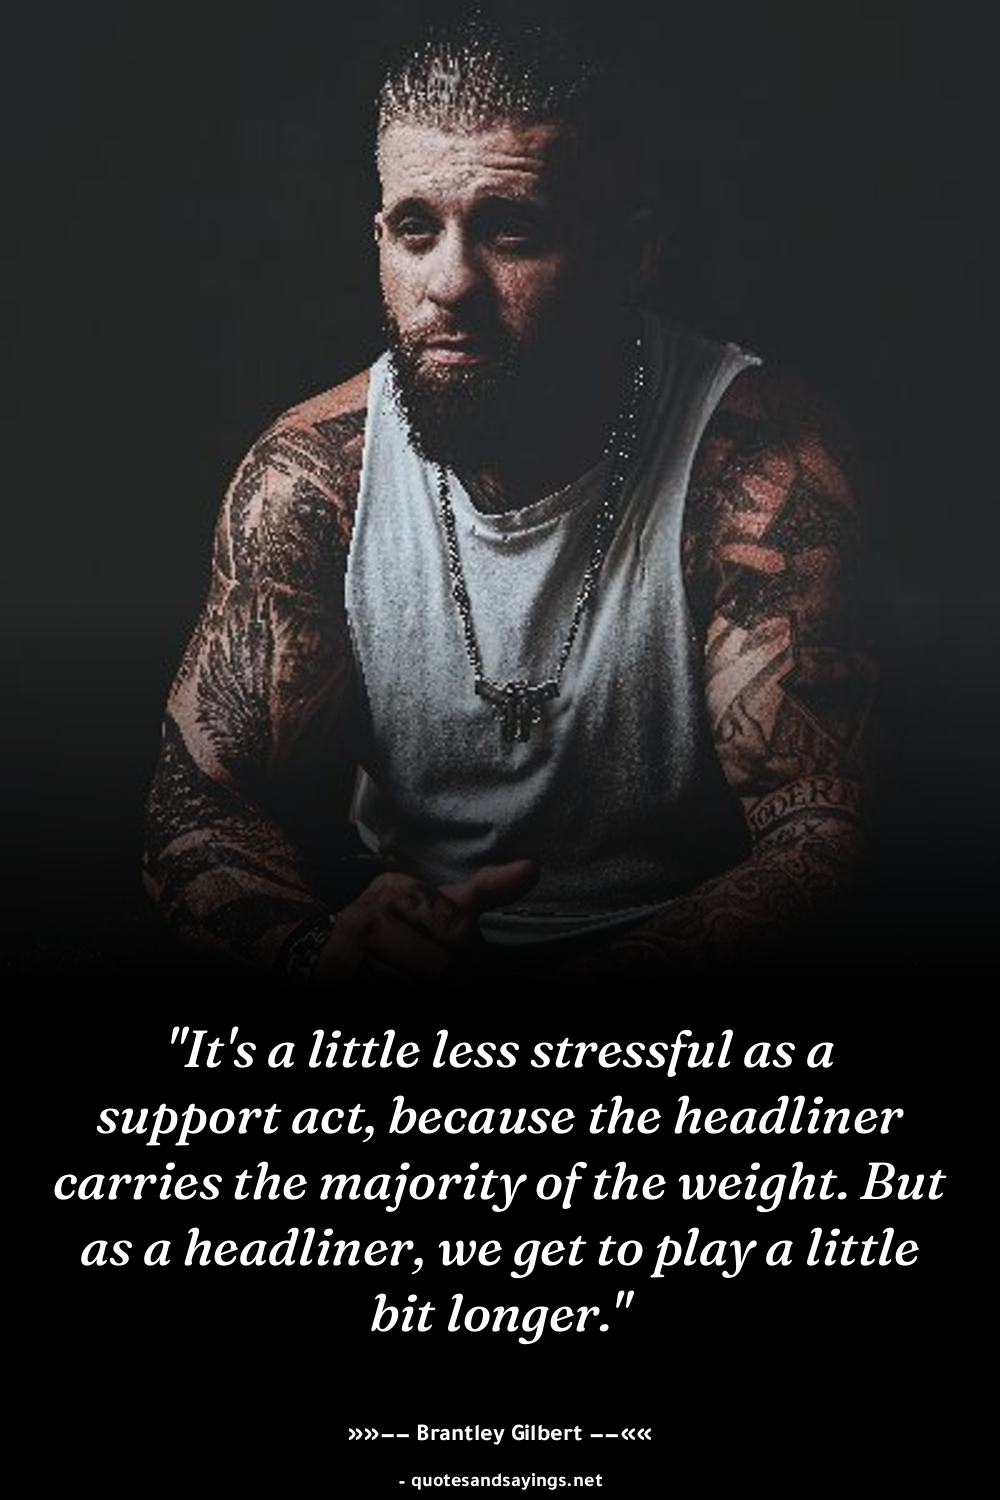 "It's a little less stressful as a
support act, because the headliner
carries the majority of the weight. But
as a headliner, we get to play a little
bit longer."
»»–– Brantley Gilbert ––««
- quotesandsayings.net